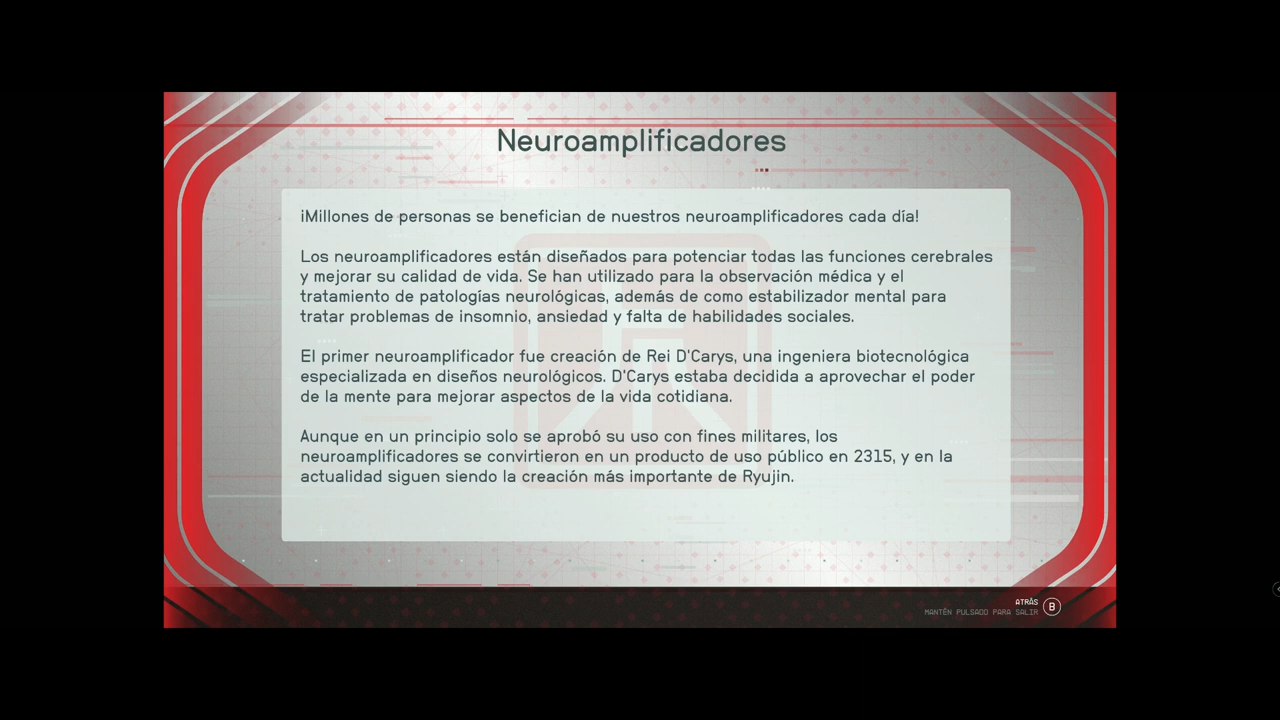 Neuroamplificadores
¡Millones de personas se benefician de nuestros neuroamplificadores cada día!
Los neuroamplificadores están diseñados para potenciar todas las funciones cerebrales
y mejorar su calidad de vida. Se han utilizado para la observación médica y el
tratamiento de patologías neurológicas, además de como estabilizador mental para
tratar problemas de insomnio, ansiedad y falta de habilidades sociales.
El primer neuroamplificador fue creación de Rei D'Carys, una ingeniera biotecnológica
especializada en diseños neurológicos. D'Carys estaba decidida a aprovechar el poder
de la mente para mejorar aspectos de la vida cotidiana.
Aunque en un principio solo se aprobó su uso con fines militares, los
neuroamplificadores se convirtieron en un producto de uso público en 2315, y en la
actualidad siguen siendo la creación más importante de Ryujin.
ATRÁS
MANTÉN PULSADO PARA SALIR
B